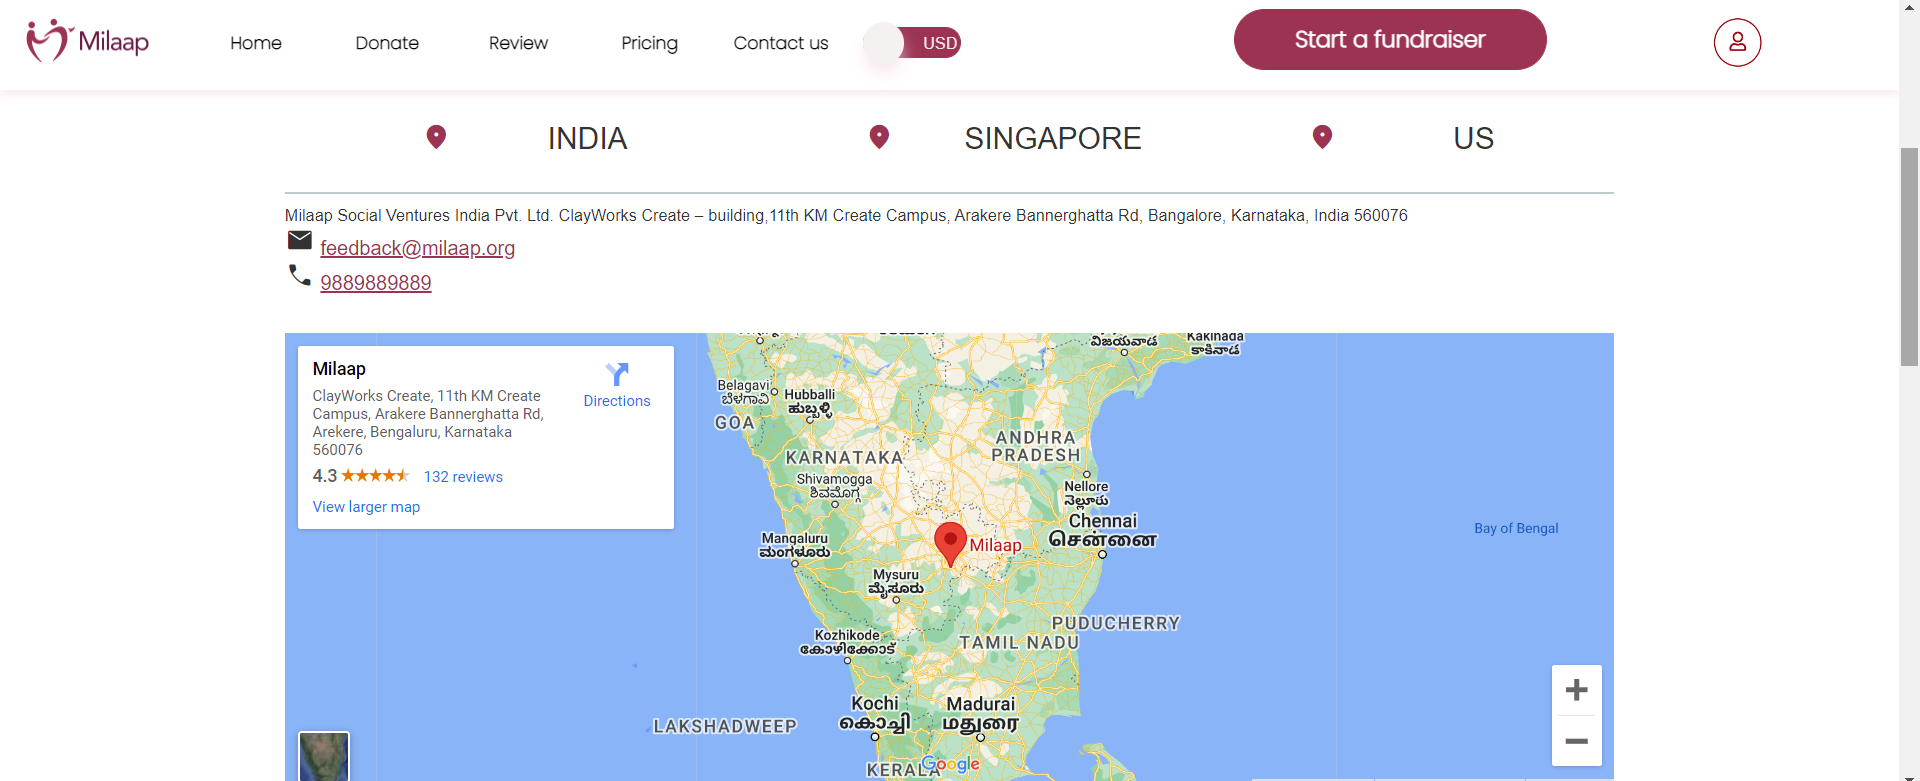 Milaap
Home
Donate
Review
Pricing
Contact us
USD
Start a fundraiser
INDIA
SINGAPORE
US
Milaap Social Ventures India Pvt. Ltd. ClayWorks Create – building,11th KM Create Campus, Arakere Bannerghatta Rd, Bangalore, Karnataka, India 560076
feedback@milaap.org
9889889889
Milaap
ClayWorks Create, 11th KM Create
Campus, Arakere Bannerghatta Rd,
Arekere, Bengaluru, Karnataka
560076
Directions
4.3
132 reviews
View larger map
విజయవాడ
Kakinada
కాకినాడ
Belagavi
ಬೆಳಗಾವಿ
Hubballi
ಹುಬ್ಬಳ್ಳಿ
GOA
ANDHRA
PRADESH
KARNATAKA
Shivamogga
ಶಿವಮೊಗ್ಗ
Nellore
నెల్లూరు
Chennai
சென்னை
Bay of Bengal
Mangaluru
ಮಂಗಳೂರು
Milaap
Mysuru
ಮೈಸೂರು
PUDUCHERRY
Kozhikode
കോഴിക്കോട്
TAMIL NADU
Kochi
കൊച്ചി
Madurai
மதுரை
LAKSHADWEEP
KERALA
Google